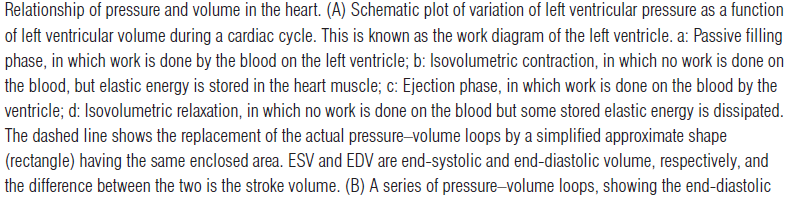 Relationship of pressure and volume in the heart. (A) Schematic plot of variation of left ventricular pressure as a function
of left ventricular volume during a cardiac cycle. This is known as the work diagram of the left ventricle. a: Passive filling
phase, in which work is done by the blood on the left ventricle; b: Isovolumetric contraction, in which no work is done on
the blood, but elastic energy is stored in the heart muscle; c: Ejection phase, in which work is done on the blood by the
ventricle; d: Isovolumetric relaxation, in which no work is done on the blood but some stored elastic energy is dissipated.
The dashed line shows the replacement of the actual pressure–volume loops by a simplified approximate shape
(rectangle) having the same enclosed area. ESV and EDV are end-systolic and end-diastolic volume, respectively, and
the difference between the two is the stroke volume. (B) A series of pressure–volume loops, showing the end-diastolic